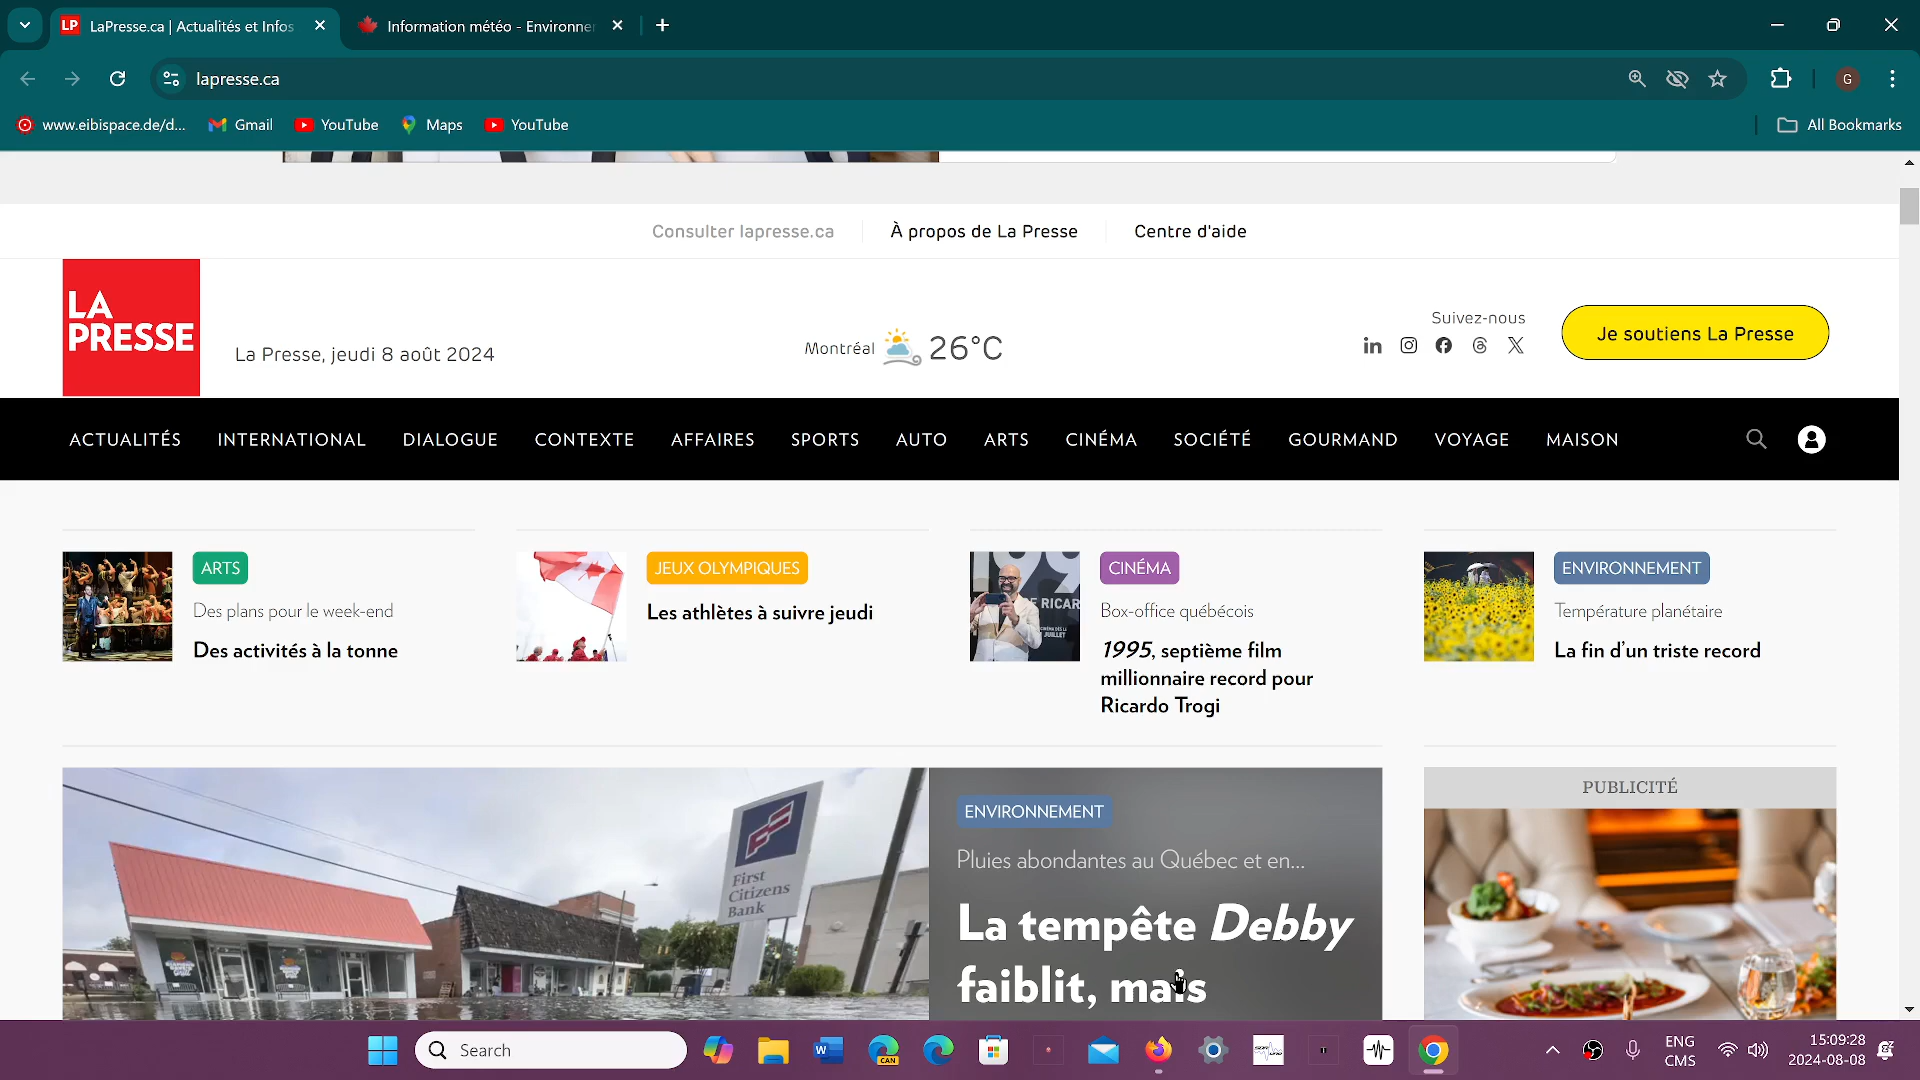 LP LaPresse.ca | Actualités et Infos
Information météo - Environne
lapresse.ca
G
www.eibispace.de/d...
Gmail
YouTube
Maps
YouTube
All Bookmarks
Consulter lapresse.ca
À propos de La Presse
Centre d'aide
LA
PRESSE
La Presse, jeudi 8 août 2024
Montréal
26°C
Suivez-nous
Je soutiens La Presse
ACTUALITÉS INTERNATIONAL DIALOGUE CONTEXTE AFFAIRES SPORTS AUTO ARTS CINÉMA SOCIÉTÉ GOURMAND VOYAGE MAISON
ARTS
Des plans pour le week-end
Des activités à la tonne
JEUX OLYMPIQUES
Les athlètes à suivre jeudi
CINÉMA
Box-office québécois
1995, septième film
millionnaire record pour
Ricardo Trogi
ENVIRONNEMENT
Température planétaire
La fin d'un triste record
First
Citizens
Bank
ENVIRONNEMENT
Pluies abondantes au Québec et en...
La tempête Debby
faiblit, mais
PUBLICITÉ
Search
CAN
ENG
CMS
15:09:28
2024-08-08